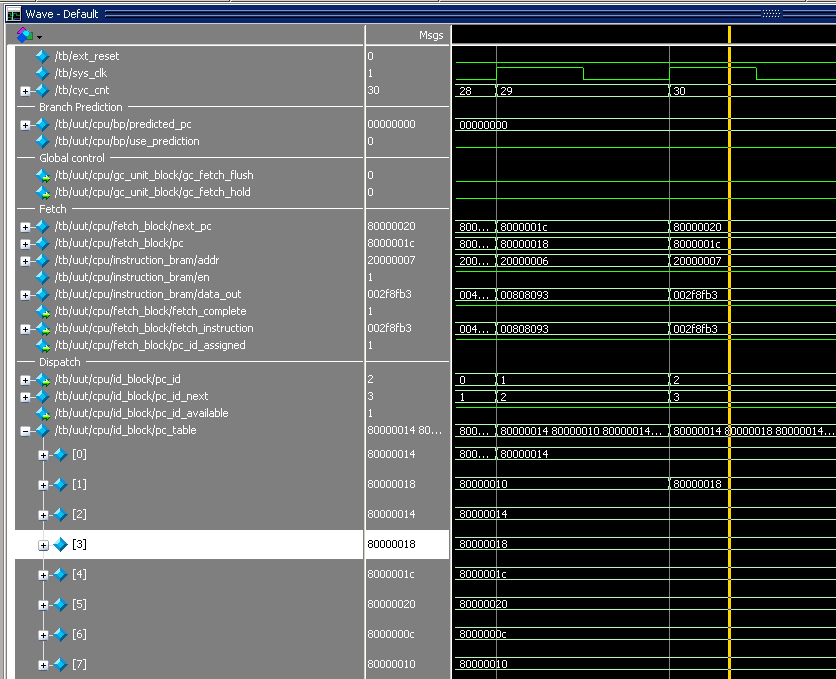 Wave - Default
Msgs
/tb/ext_reset 0
/tb/sys_clk 1
/tb/cyc_cnt 30 28 29 30
Branch Prediction
/tb/uut/cpu/bp/predicted_pc 00000000 00000000
/tb/uut/cpu/bp/use_prediction 0
Global control
/tb/uut/cpu/gc_unit_block/gc_fetch_flush 0
/tb/uut/cpu/gc_unit_block/gc_fetch_hold 0
Fetch
/tb/uut/cpu/fetch_block/next_pc 80000020 800... 8000001c 80000020
/tb/uut/cpu/fetch_block/pc 8000001c 800... 80000018 8000001c
/tb/uut/cpu/instruction_bram/addr 20000007 200... 20000006 20000007
/tb/uut/cpu/instruction_bram/en 1
/tb/uut/cpu/instruction_bram/data_out 002f8fb3 004... 00808093 002f8fb3
/tb/uut/cpu/fetch_block/fetch_complete 1
/tb/uut/cpu/fetch_block/fetch_instruction 002f8fb3 004... 00808093 002f8fb3
/tb/uut/cpu/fetch_block/pc_id_assigned 1
Dispatch
/tb/uut/cpu/id_block/pc_id 2 0 1 2
/tb/uut/cpu/id_block/pc_id_next 3 1 2 3
/tb/uut/cpu/id_block/pc_id_available 1
/tb/uut/cpu/id_block/pc_table 80000014 80... 800... 80000014 80000010 80000014... 80000014 80000018 80000014...
[0] 80000014 800... 80000014
[1] 80000018 80000010 80000018
[2] 80000014 80000014
[3] 80000018 80000018
[4] 8000001c 8000001c
[5] 80000020 80000020
[6] 8000000c 8000000c
[7] 80000010 80000010